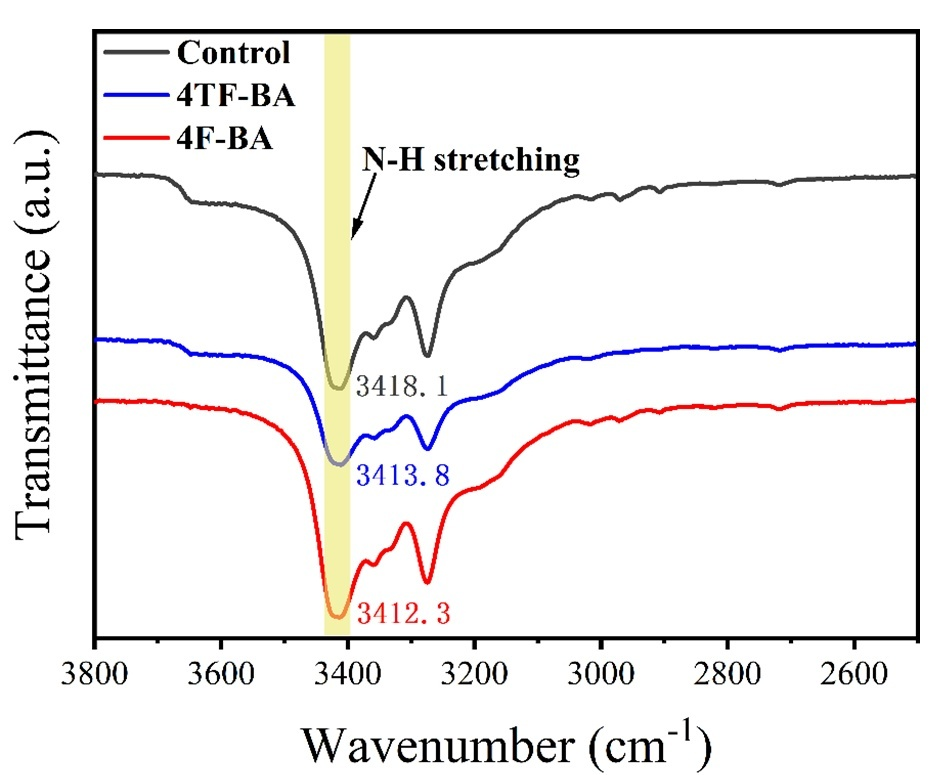 Control
4TF-BA
4F-BA
N-H stretching
3418.1
3413.8
3412.3
Transmittance (a.u.)
3800 3600 3400 3200 3000 2800 2600
Wavenumber (cm⁻¹)